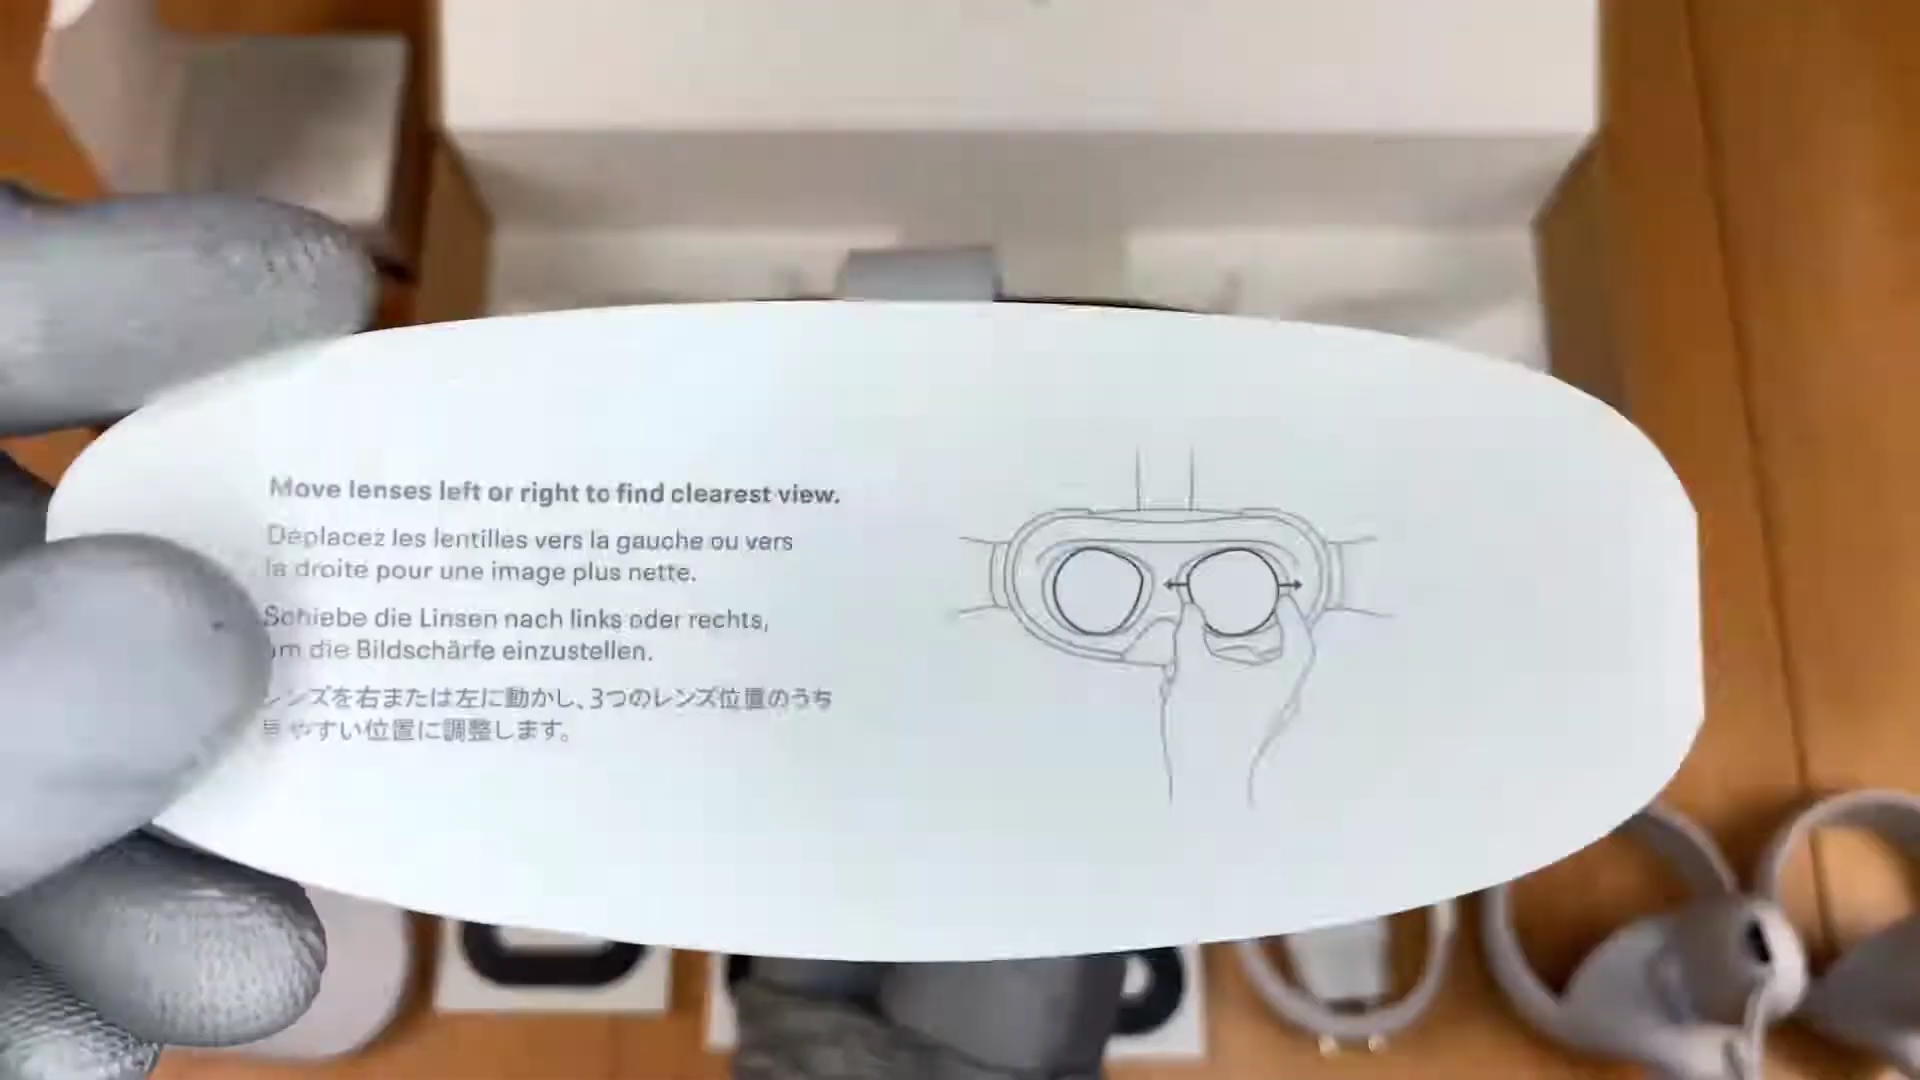 Move lenses left or right to find clearest view.
Déplacez les lentilles vers la gauche ou vers
la droite pour une image plus nette.
Schiebe die Linsen nach links oder rechts,
um die Bildschärfe einzustellen.
レンズを右または左に動かし、3つのレンズ位置のうち
見やすい位置に調整します。